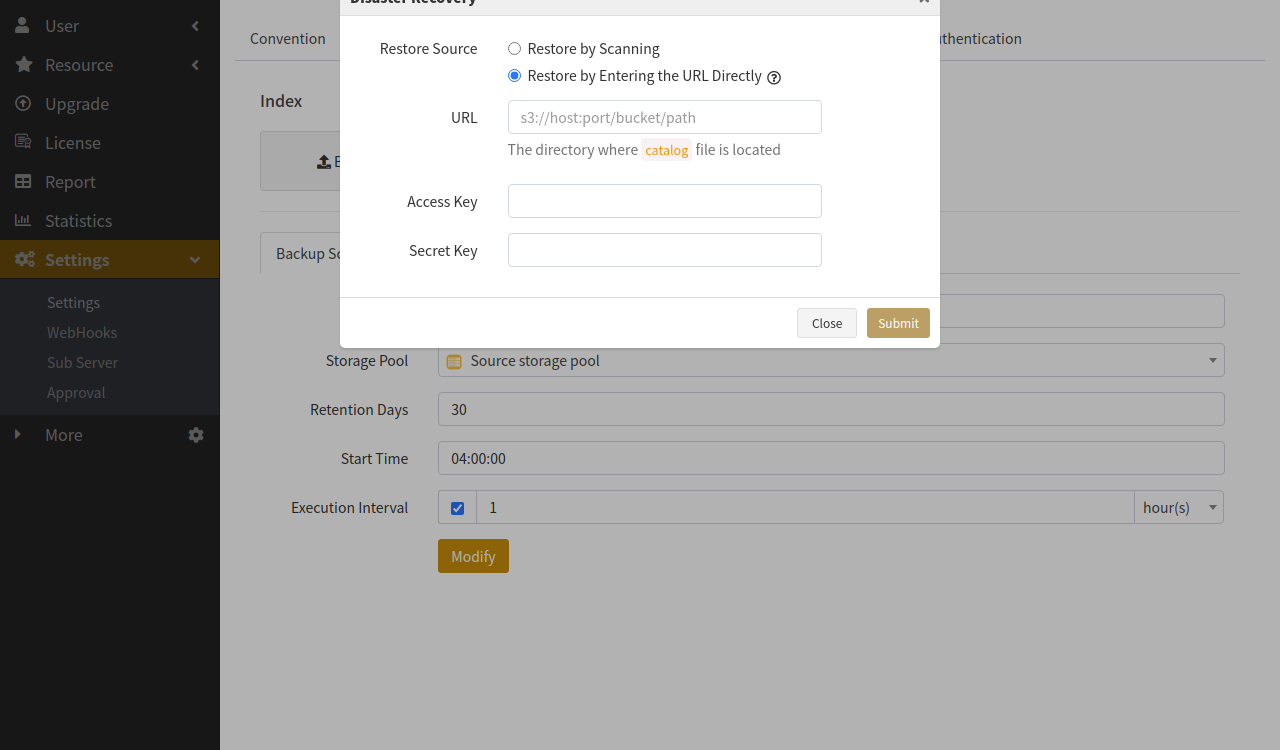 User
Resource
Upgrade
License
Report
Statistics
Settings
Settings
WebHooks
Sub Server
Approval
More
Convention
Index
Disaster Recovery
Restore Source
Restore by Scanning
Restore by Entering the URL Directly
URL
s3://host:port/bucket/path
The directory where catalog file is located
Access Key
Secret Key
Close
Submit
Storage Pool
Source storage pool
Retention Days
30
Start Time
04:00:00
Execution Interval
1
hour(s)
Modify